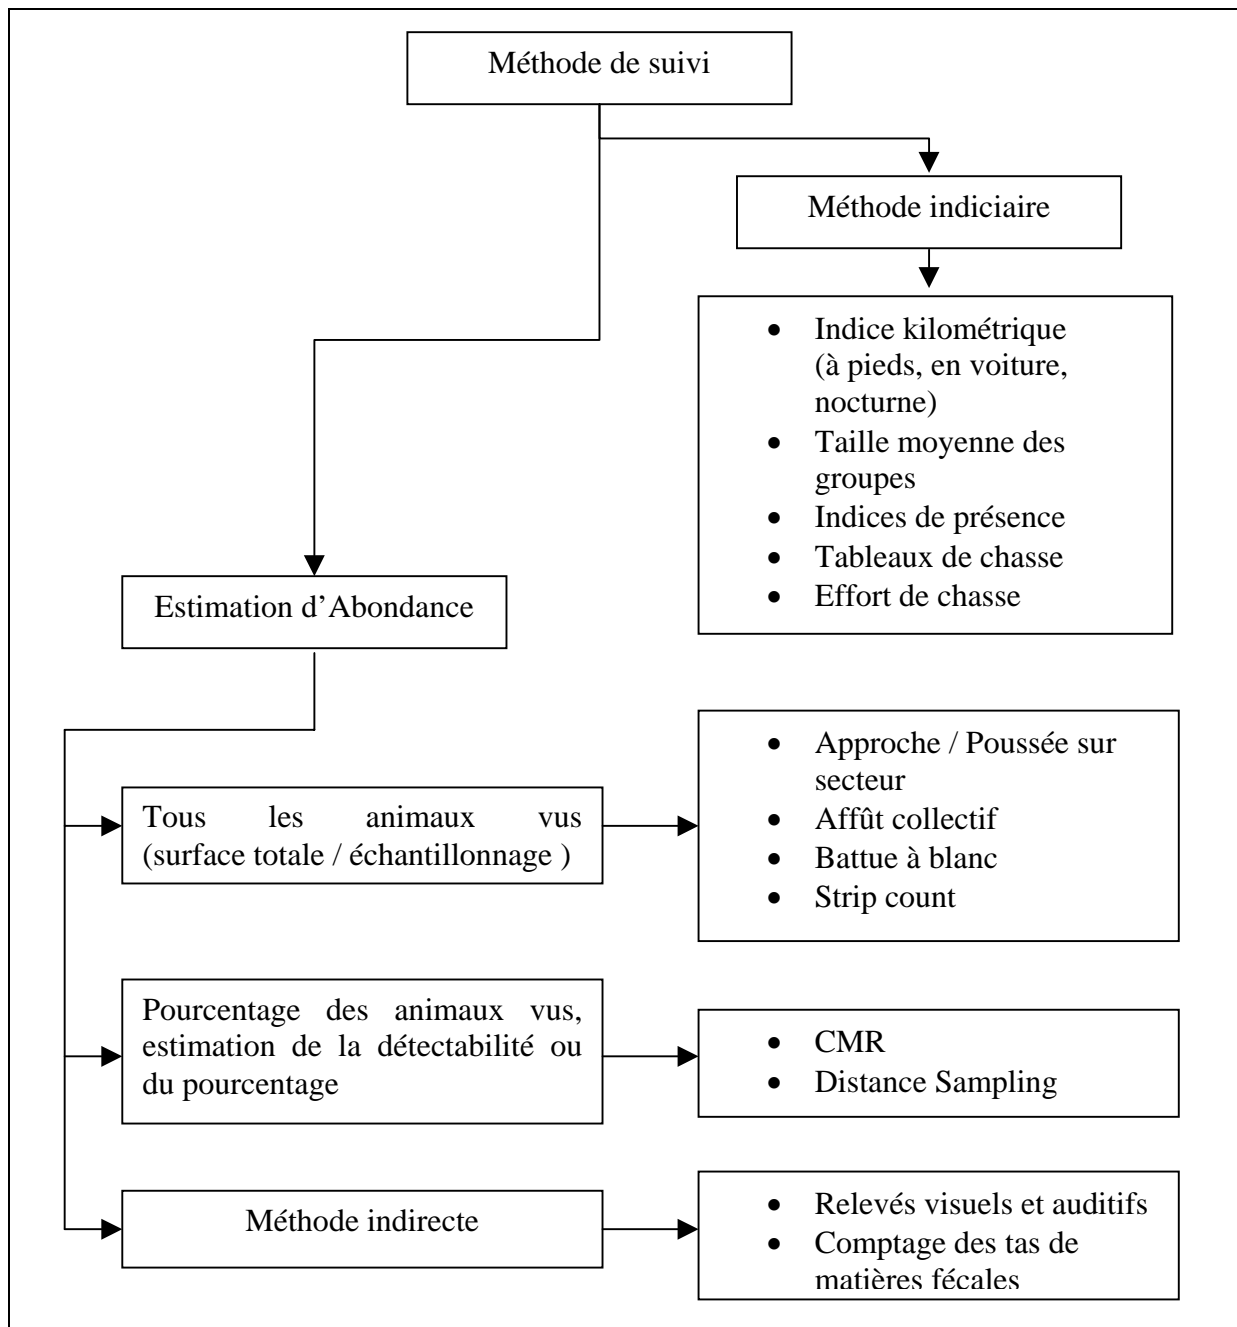 Méthode de suivi
Méthode indiciaire
• Indice kilométrique
(à pieds, en voiture,
nocturne)
• Taille moyenne des
groupes
• Indices de présence
• Tableaux de chasse
• Effort de chasse
Estimation d’Abondance
Tous les animaux vus
(surface totale / échantillonnage )
• Approche / Poussée sur
secteur
• Affût collectif
• Battue à blanc
• Strip count
Pourcentage des animaux vus,
estimation de la détectabilité ou
du pourcentage
• CMR
• Distance Sampling
Méthode indirecte
• Relevés visuels et auditifs
• Comptage des tas de
matières fécales